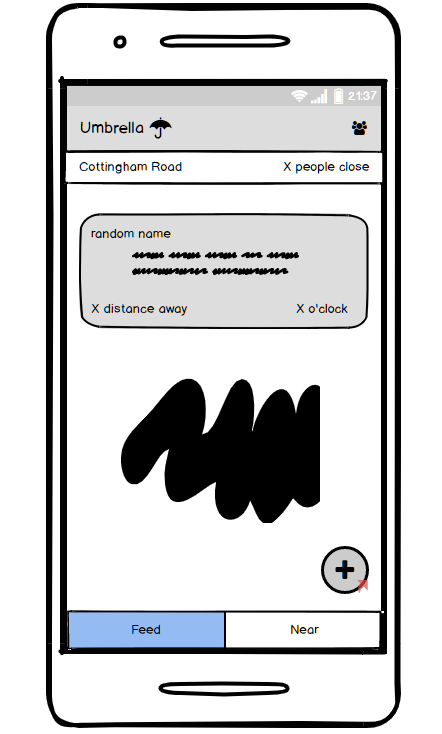 21:37
Umbrella
Cottingham Road X people close
random name
X distance away X o'clock
Feed Near